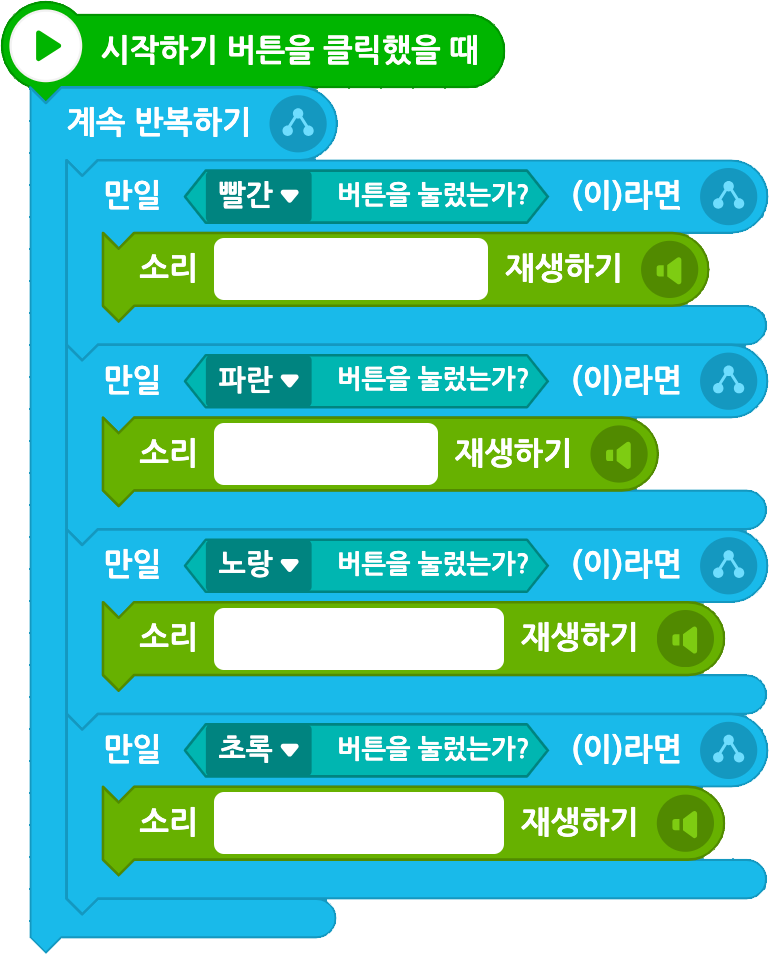 시작하기 버튼을 클릭했을 때
계속 반복하기
만일 빨간 버튼을 눌렀는가? (이)라면
소리 재생하기
만일 파란 버튼을 눌렀는가? (이)라면
소리 재생하기
만일 노랑 버튼을 눌렀는가? (이)라면
소리 재생하기
만일 초록 버튼을 눌렀는가? (이)라면
소리 재생하기